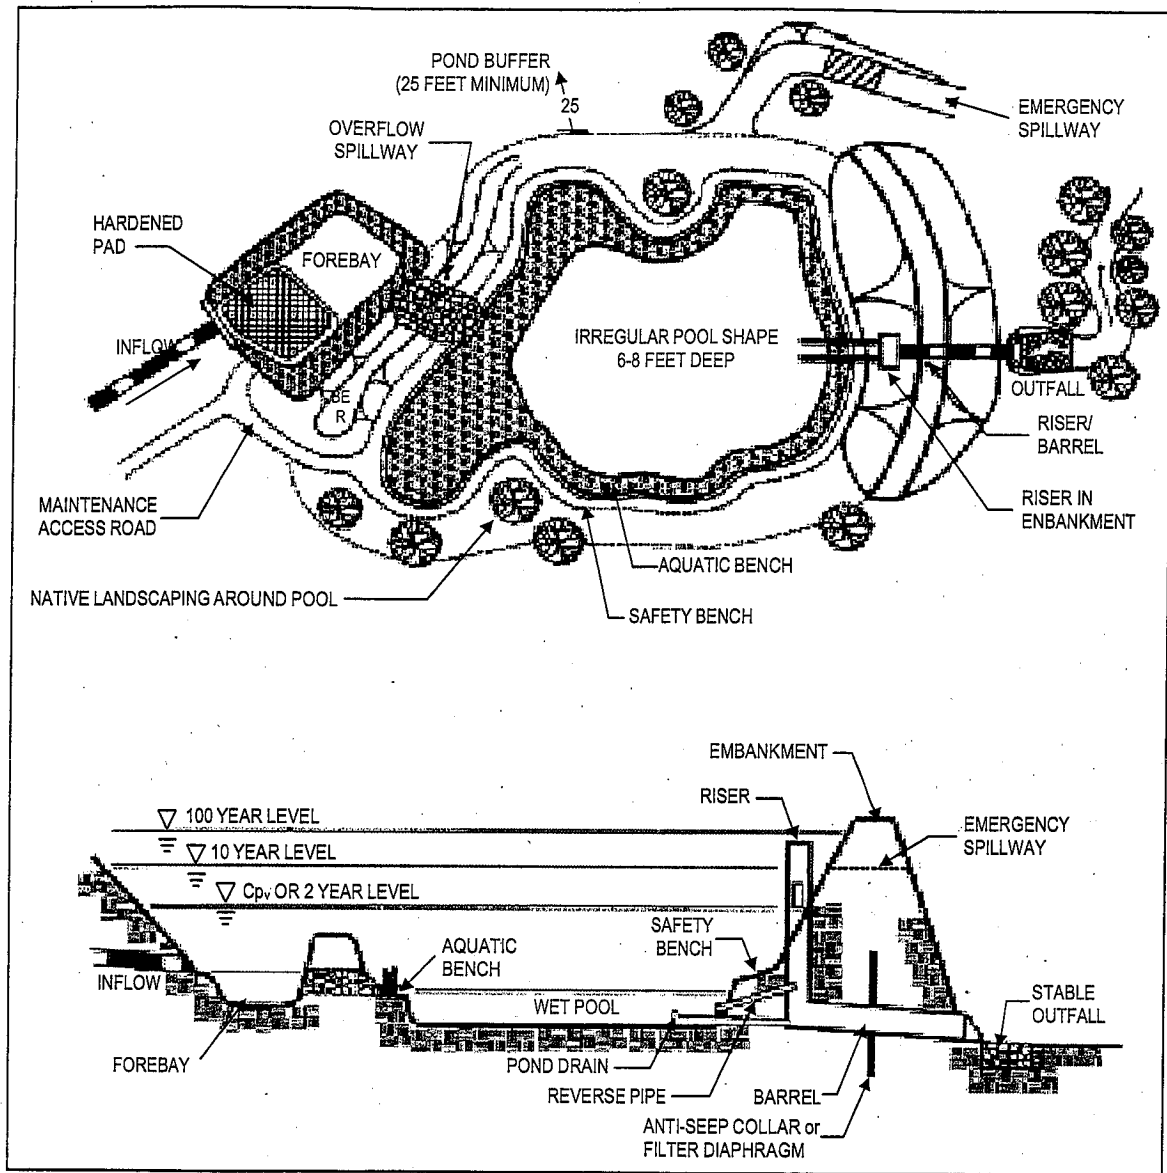 POND BUFFER
(25 FEET MINIMUM)
25
EMERGENCY
SPILLWAY
OVERFLOW
SPILLWAY
HARDENED
PAD
FOREBAY
INFLOW
IRREGULAR POOL SHAPE
6-8 FEET DEEP
OUTFALL
BE
R
RISER/
BARREL
MAINTENANCE
ACCESS ROAD
RISER IN
ENBANKMENT
AQUATIC BENCH
NATIVE LANDSCAPING AROUND POOL
SAFETY BENCH
EMBANKMENT
RISER
100 YEAR LEVEL
EMERGENCY
SPILLWAY
10 YEAR LEVEL
Cpv OR 2 YEAR LEVEL
SAFETY
BENCH
AQUATIC
BENCH
INFLOW
WET POOL
STABLE
OUTFALL
FOREBAY
POND DRAIN
REVERSE PIPE
BARREL
ANTI-SEEP COLLAR or
FILTER DIAPHRAGM